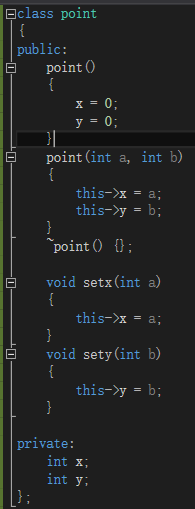 class point
{
public:
    point()
    {
        x = 0;
        y = 0;
    }
    point(int a, int b)
    {
        this->x = a;
        this->y = b;
    }
    ~point() {};

    void setx(int a)
    {
        this->x = a;
    }
    void sety(int b)
    {
        this->y = b;
    }

private:
    int x;
    int y;
};